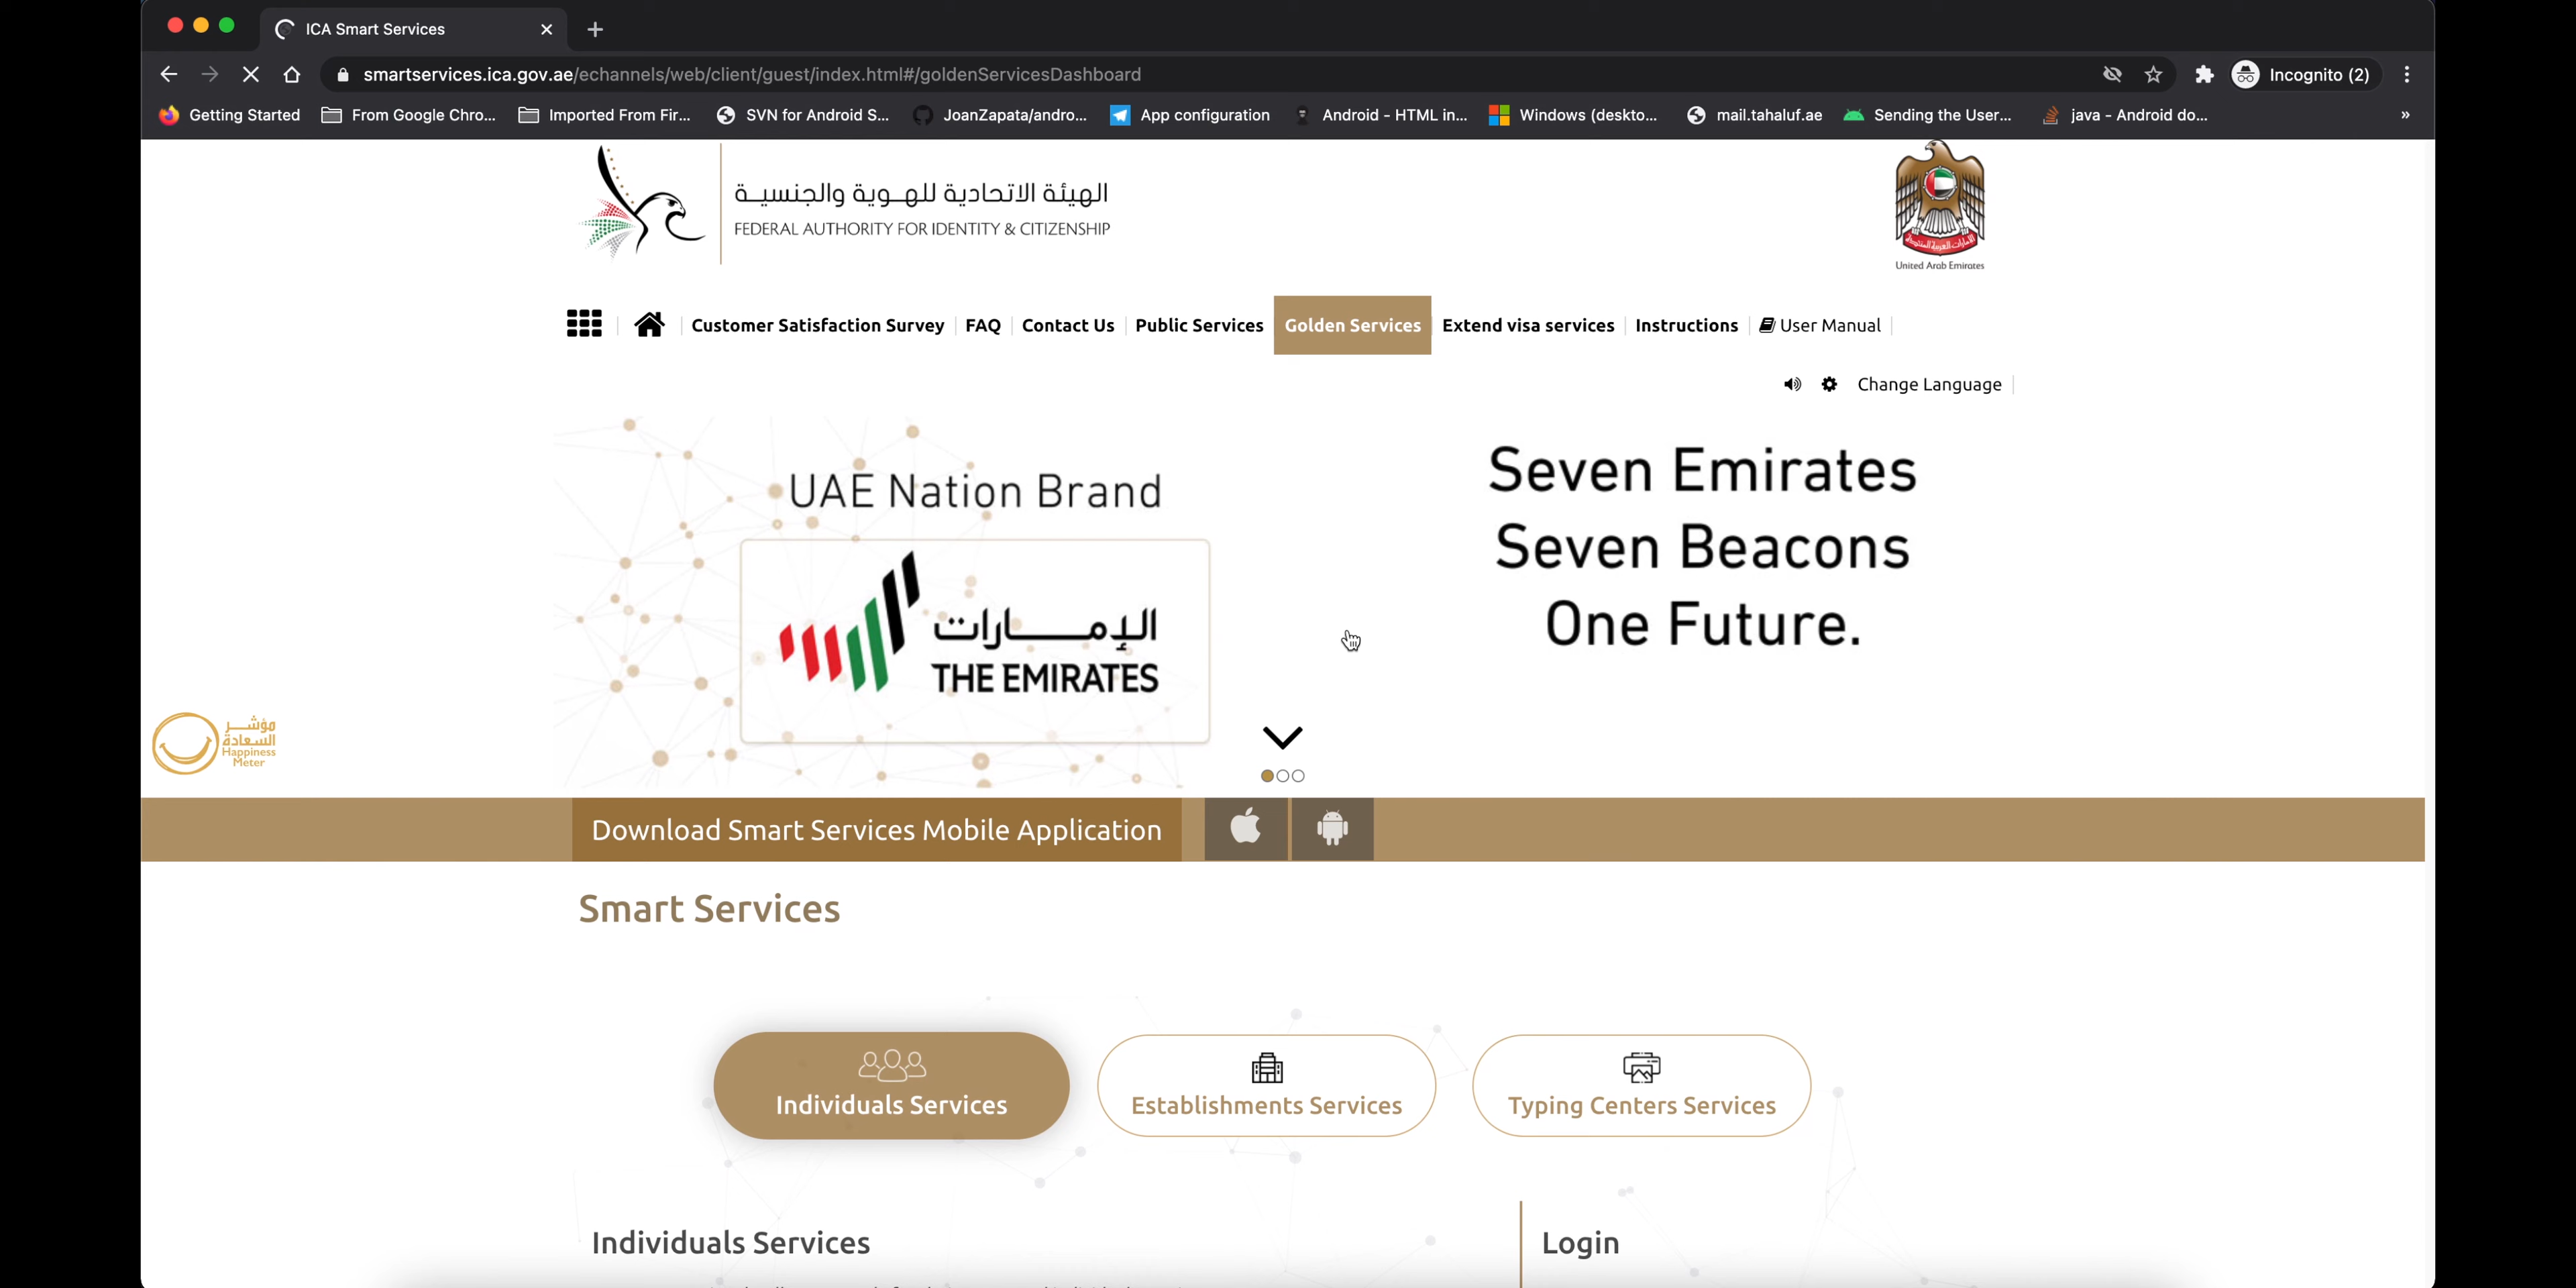 ICA Smart Services
smartservices.ica.gov.ae/echannels/web/client/guest/index.html#/goldenServicesDashboard
Incognito (2)
Getting Started
From Google Chro...
Imported From Fir...
SVN for Android S...
JoanZapata/andro...
App configuration
Android - HTML in...
Windows (deskto...
mail.tahaluf.ae
Sending the User...
java - Android do...
»
الهيئة الاتحادية للهوية والجنسية
FEDERAL AUTHORITY FOR IDENTITY & CITIZENSHIP
الإمارات العربية المتحدة
United Arab Emirates
Customer Satisfaction Survey
FAQ
Contact Us
Public Services
Golden Services
Extend visa services
Instructions
User Manual
Change Language
UAE Nation Brand
الإمارات
THE EMIRATES
Seven Emirates
Seven Beacons
One Future.
مؤشر
السعادة
Happiness
Meter
Download Smart Services Mobile Application
Smart Services
Individuals Services
Establishments Services
Typing Centers Services
Individuals Services
Login